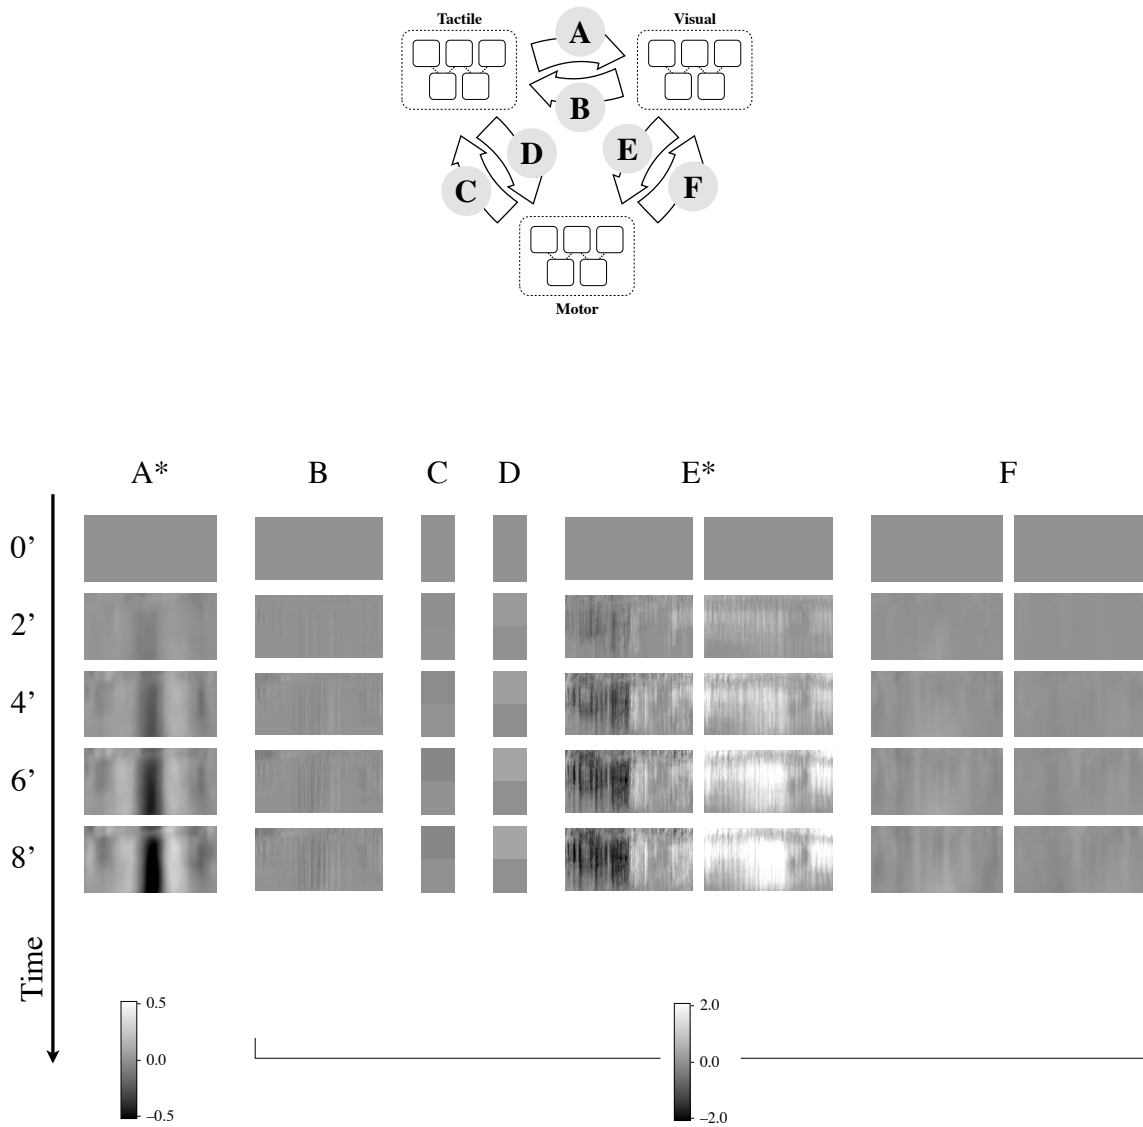 Tactile
Visual
A
B
C
D
E
F
Motor
A*
B
C
D
E*
F
0’
2’
4’
6’
8’
Time
0.5
0.0
–0.5
2.0
0.0
–2.0